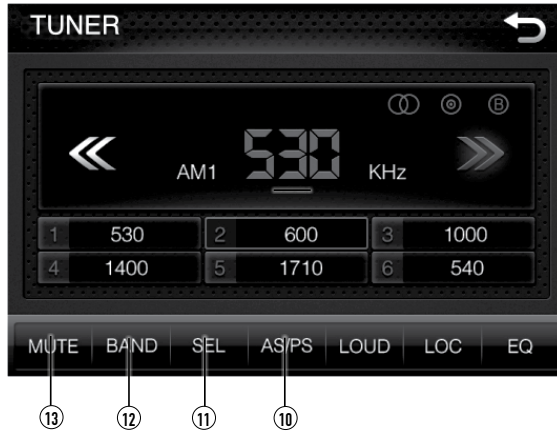 TUNER
B
AM1 530 KHz
1 530 2 600 3 1000
4 1400 5 1710 6 540
MUTE BAND SEL AS/PS LOUD LOC EQ
⑬ ⑫ ⑪ ⑩